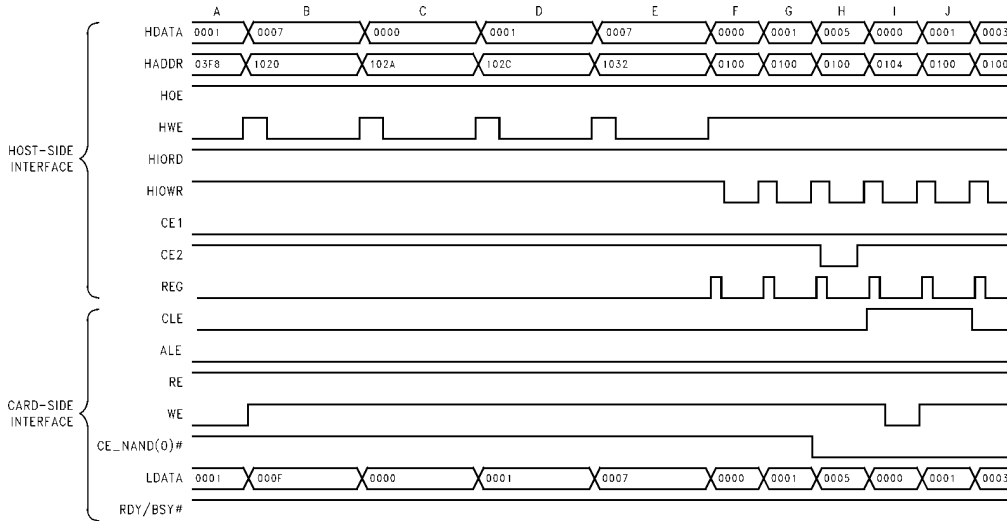 A B C D E F G H I J
HDATA 0001 0007 0000 0001 0007 0000 0001 0005 0000 0001 0003
HADDR 03F8 1020 102A 102C 1032 0100 0100 0100 0104 0100 0100
HOE
HWE
HOST-SIDE
INTERFACE
HIORD
HIOWR
CE1
CE2
REG
CLE
ALE
RE
CARD-SIDE
INTERFACE
WE
CE_NAND(0)#
LDATA 0001 000F 0000 0001 0007 0000 0001 0005 0000 0001 0003
RDY/BSY#